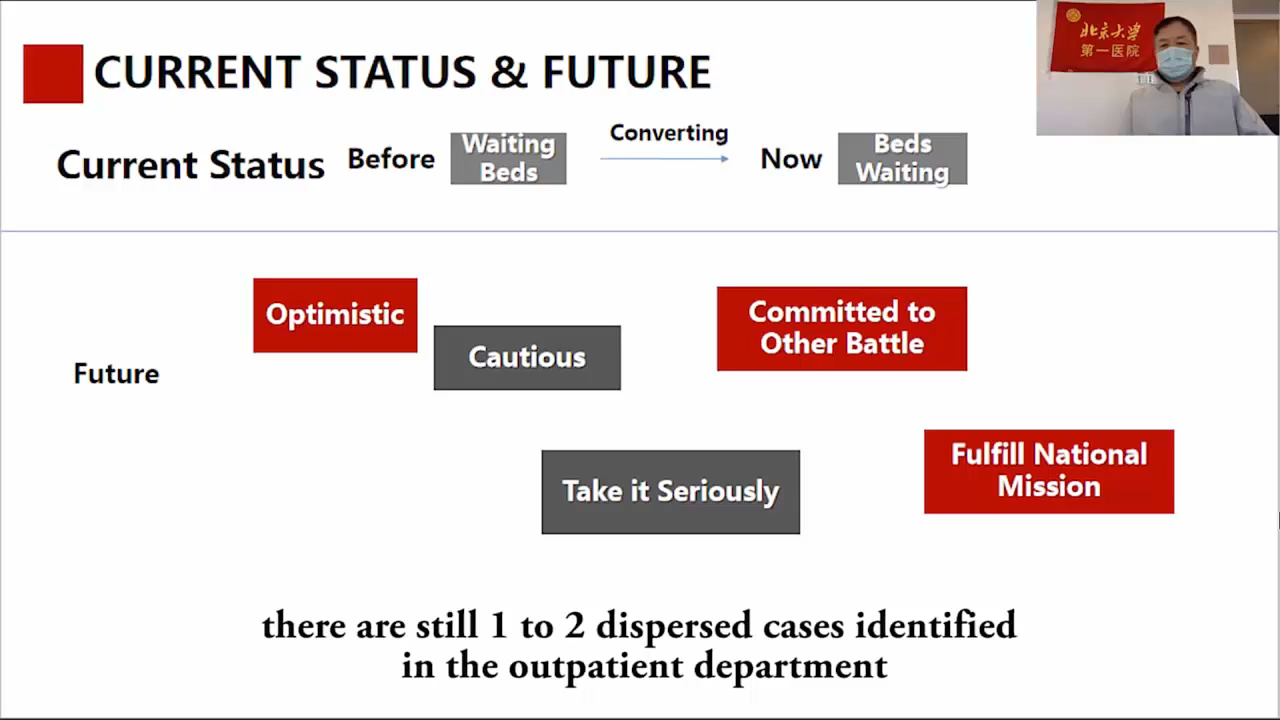 CURRENT STATUS & FUTURE
北京大学
第一医院
Current Status
Before
Waiting
Beds
Converting
Now
Beds
Waiting
Future
Optimistic
Cautious
Committed to
Other Battle
Take it Seriously
Fulfill National
Mission
there are still 1 to 2 dispersed cases identified
in the outpatient department